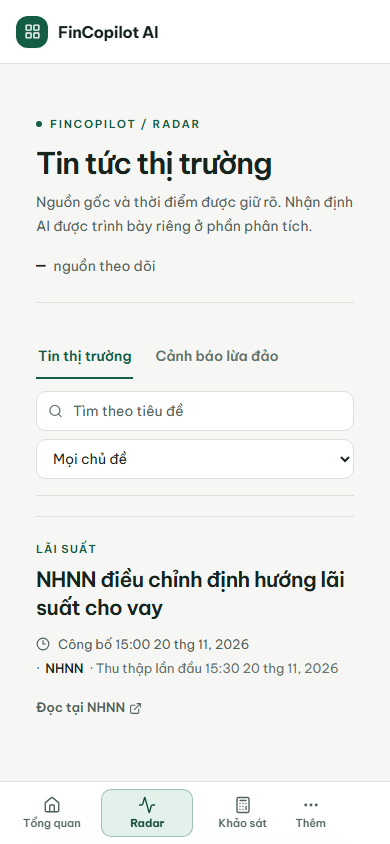 FinCopilot AI
FINCOPILOT / RADAR
Tin tức thị trường
Nguồn gốc và thời điểm được giữ rõ. Nhận định
AI được trình bày riêng ở phần phân tích.
— nguồn theo dõi
Tin thị trường
Cảnh báo lừa đảo
Tìm theo tiêu đề
Mọi chủ đề
LÃI SUẤT
NHNN điều chỉnh định hướng lãi
suất cho vay
Công bố 15:00 20 thg 11, 2026
· NHNN · Thu thập lần đầu 15:30 20 thg 11, 2026
Đọc tại NHNN
Tổng quan
Radar
Khảo sát
Thêm